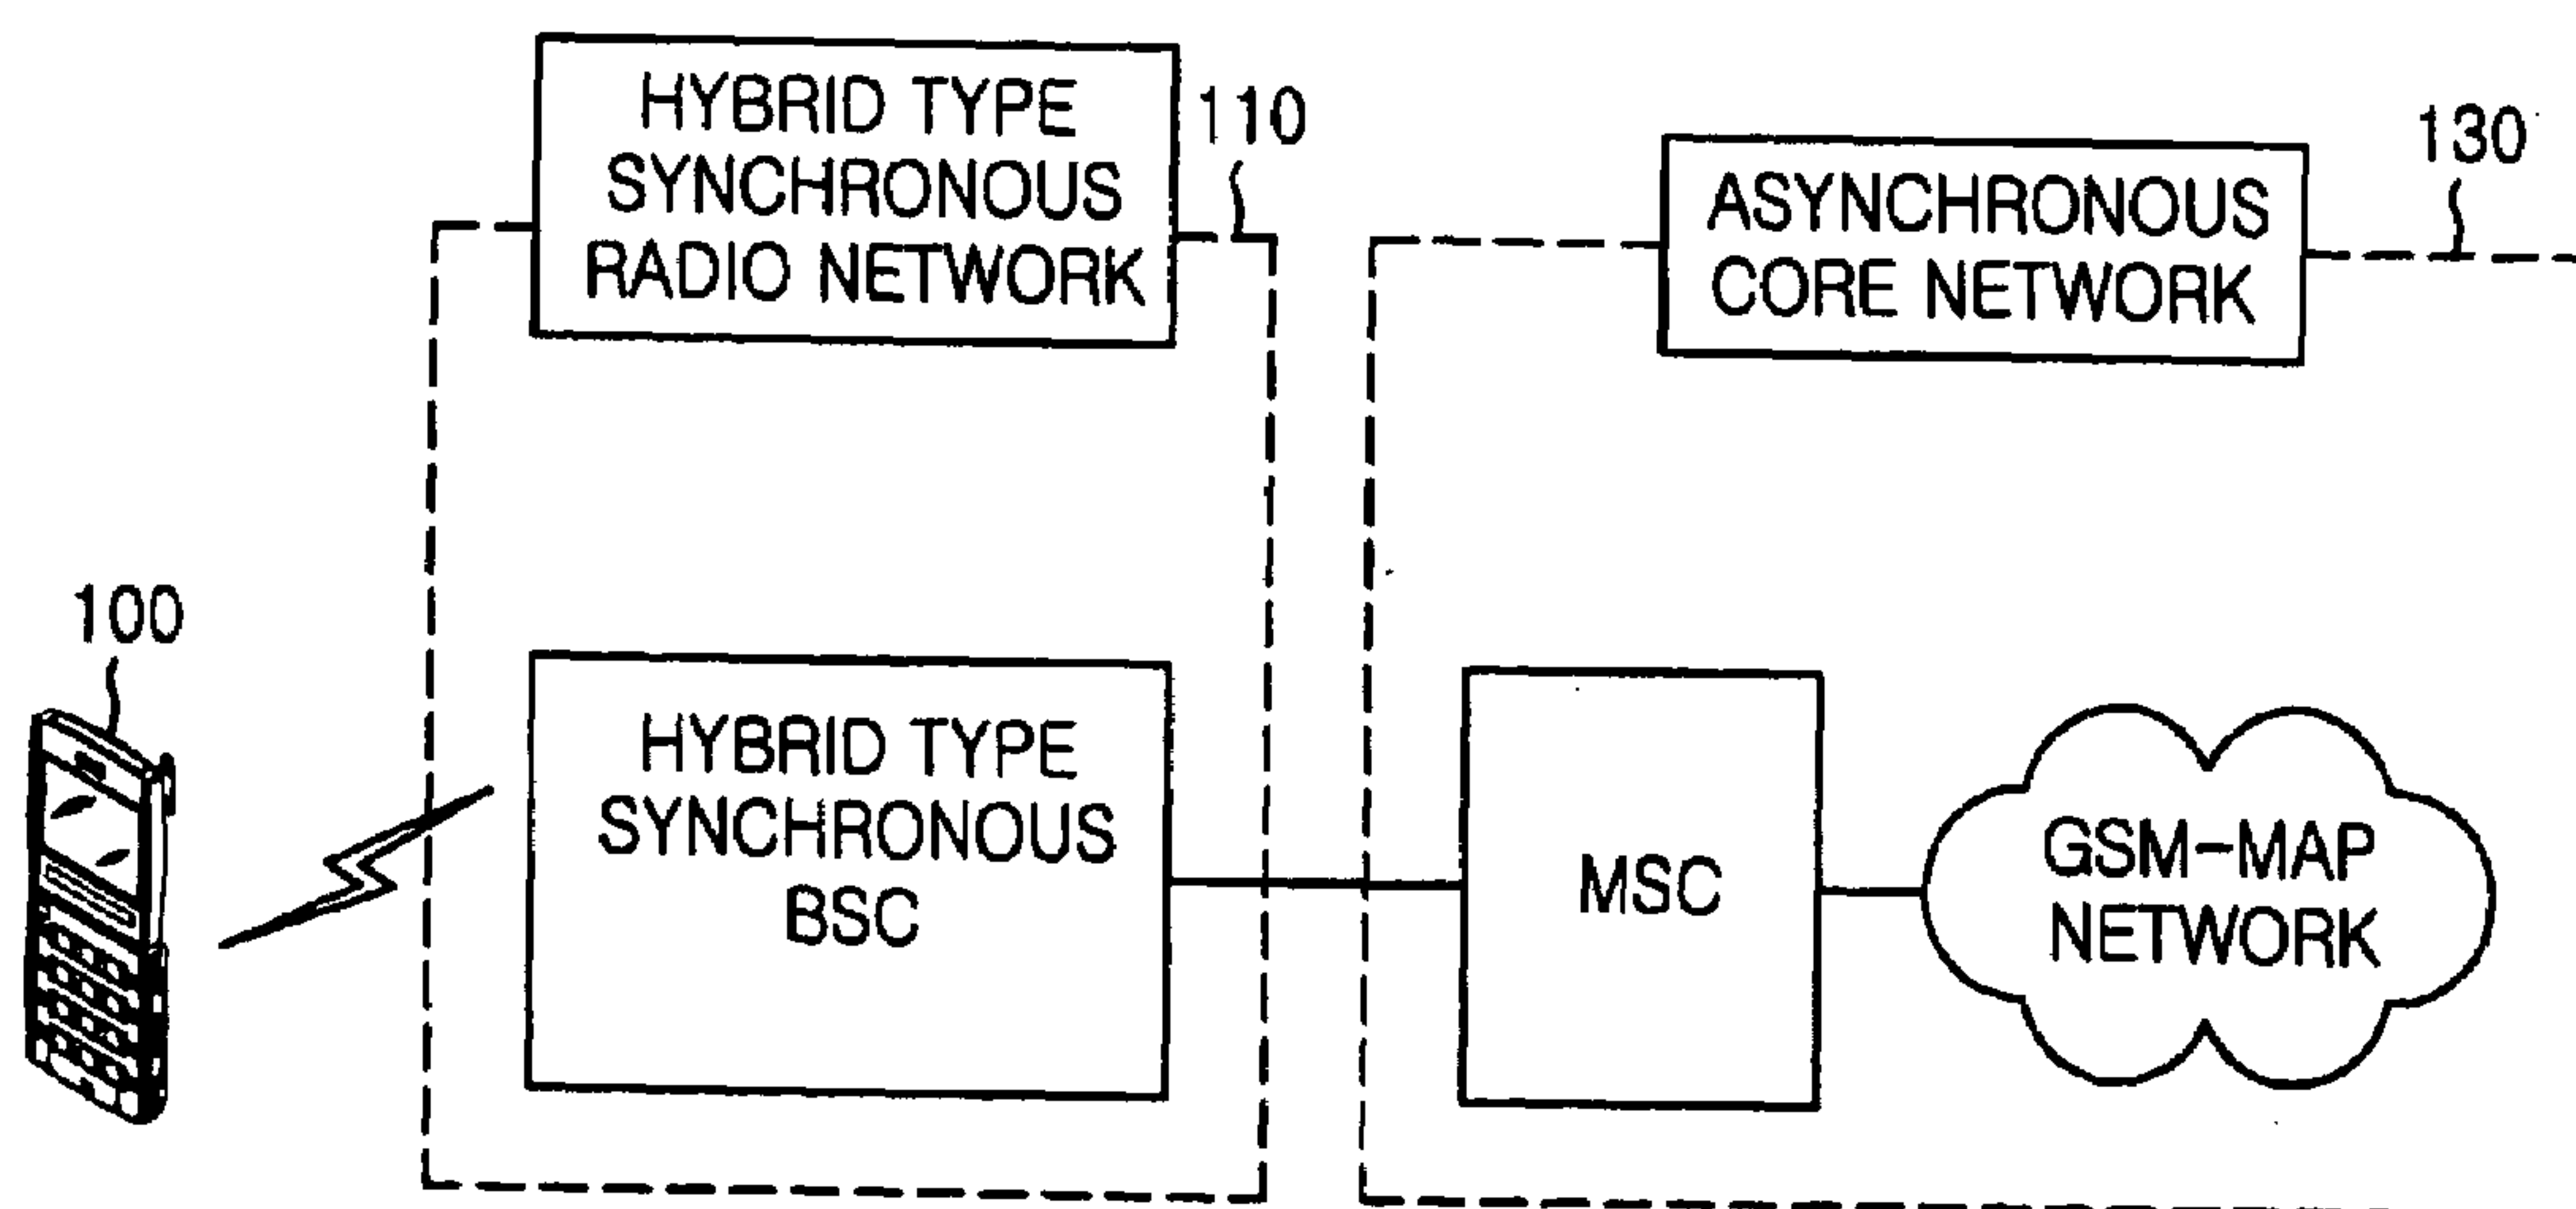 HYBRID TYPE
SYNCHRONOUS
RADIO NETWORK
110
ASYNCHRONOUS
CORE NETWORK
130
100
HYBRID TYPE
SYNCHRONOUS
BSC
MSC
GSM-MAP
NETWORK